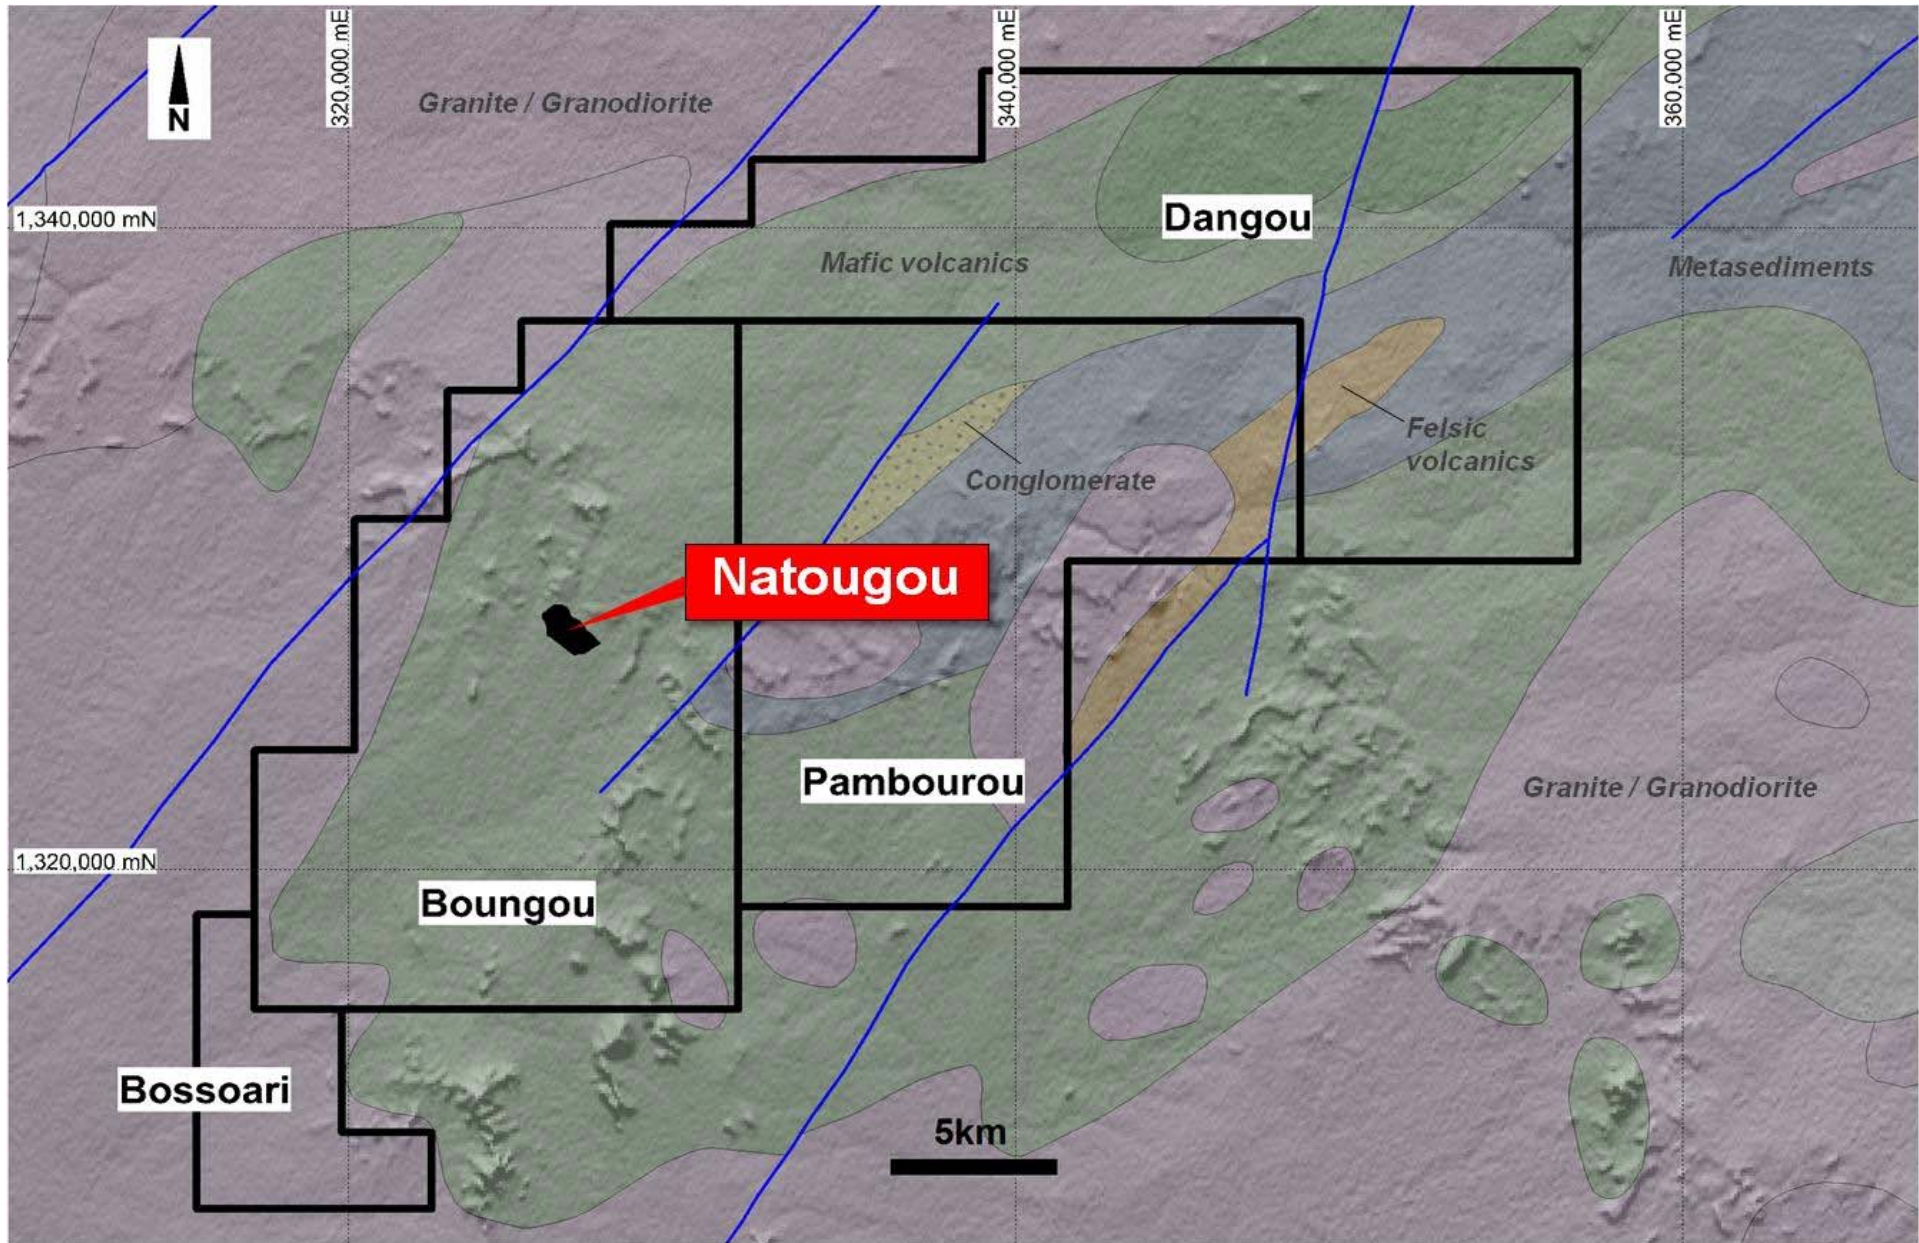 N
320,000 mE
340,000 mE
360,000 mE
Granite / Granodiorite
1,340,000 mN
Dangou
Mafic volcanics
Metasediments
Felsic
volcanics
Conglomerate
Natougou
Pambourou
Granite / Granodiorite
1,320,000 mN
Boungou
Bossoari
5km